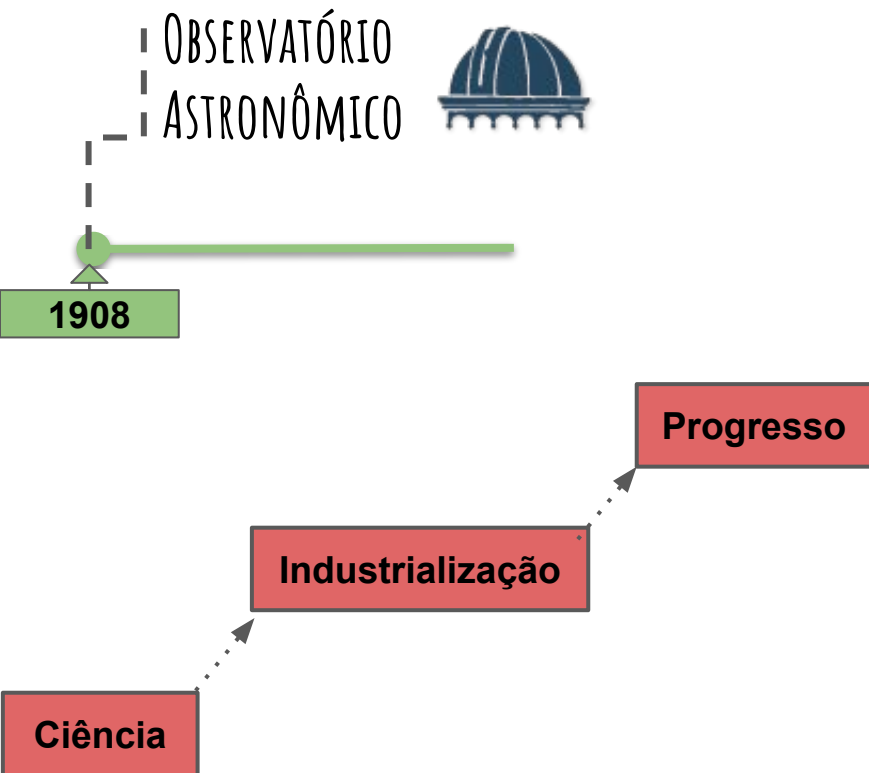 OBSERVATÓRIO
ASTRONÔMICO
1908
Progresso
Industrialização
Ciência